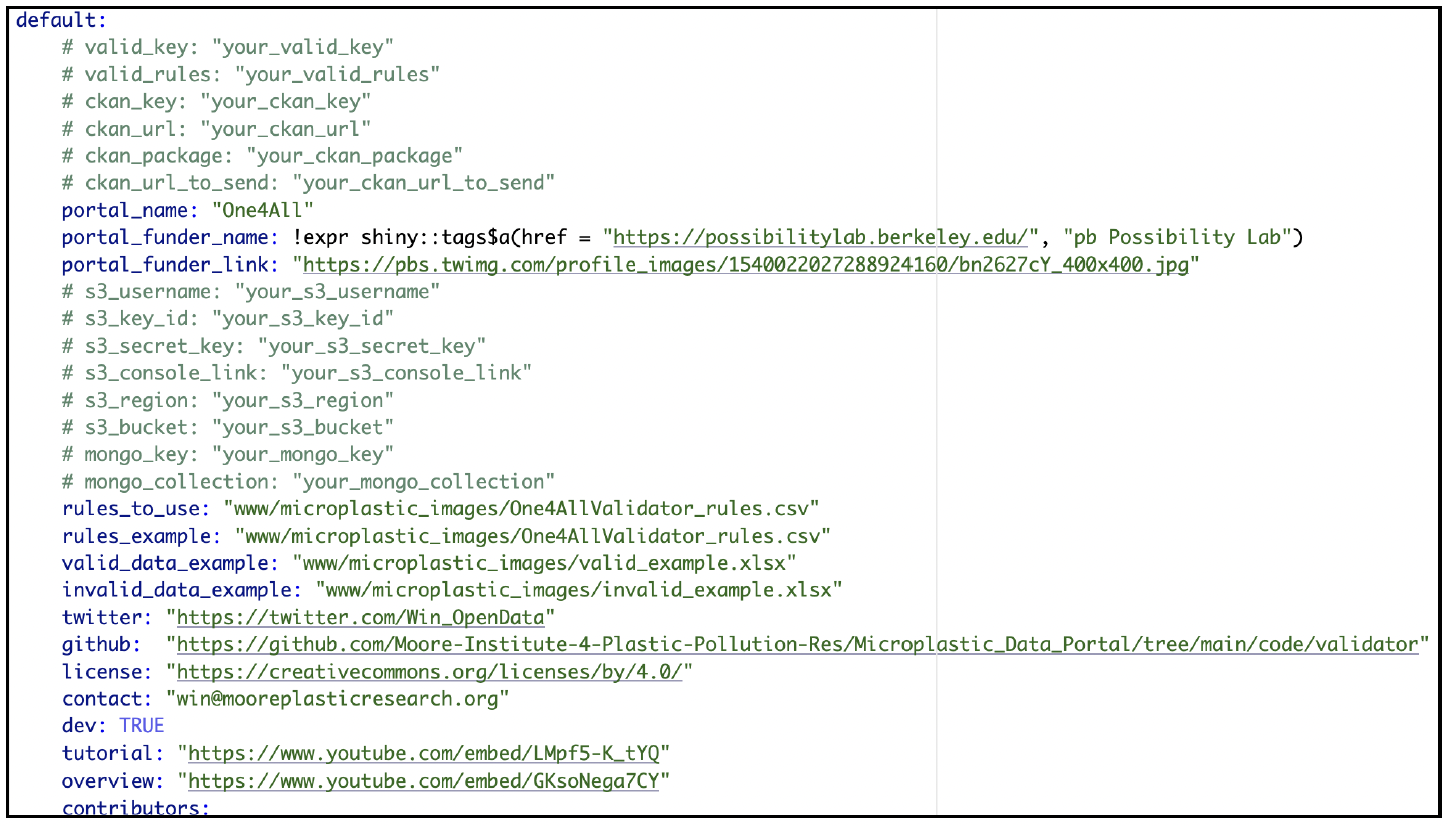 default:
# valid_key: "your_valid_key"
# valid_rules: "your_valid_rules"
# ckan_key: "your_ckan_key"
# ckan_url: "your_ckan_url"
# ckan_package: "your_ckan_package"
# ckan_url_to_send: "your_ckan_url_to_send"
portal_name: "One4All"
portal_funder_name: !expr shiny::tags$a(href = "https://possibilitylab.berkeley.edu/", "pb Possibility Lab")
portal_funder_link: "https://pbs.twimg.com/profile_images/1540022027288924160/bn2627cY_400x400.jpg"
# s3_username: "your_s3_username"
# s3_key_id: "your_s3_key_id"
# s3_secret_key: "your_s3_secret_key"
# s3_console_link: "your_s3_console_link"
# s3_region: "your_s3_region"
# s3_bucket: "your_s3_bucket"
# mongo_key: "your_mongo_key"
# mongo_collection: "your_mongo_collection"
rules_to_use: "www/microplastic_images/One4AllValidator_rules.csv"
rules_example: "www/microplastic_images/One4AllValidator_rules.csv"
valid_data_example: "www/microplastic_images/valid_example.xlsx"
invalid_data_example: "www/microplastic_images/invalid_example.xlsx"
twitter: "https://twitter.com/Win_OpenData"
github:  "https://github.com/Moore-Institute-4-Plastic-Pollution-Res/Microplastic_Data_Portal/tree/main/code/validator"
license: "https://creativecommons.org/licenses/by/4.0/"
contact: "win@mooreplasticresearch.org"
dev: TRUE
tutorial: "https://www.youtube.com/embed/LMpf5-K_tYQ"
overview: "https://www.youtube.com/embed/GKsoNega7CY"
contributors: